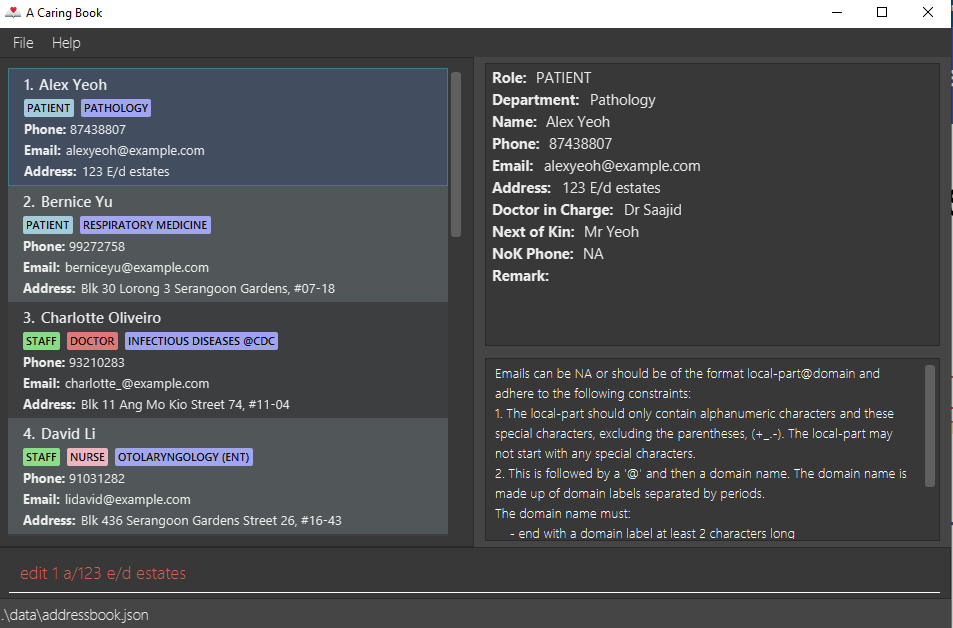 A Caring Book
File Help
1. Alex Yeoh
PATIENT PATHOLOGY
Phone: 87438807
Email: alexyeoh@example.com
Address: 123 E/d estates
2. Bernice Yu
PATIENT RESPIRATORY MEDICINE
Phone: 99272758
Email: berniceyu@example.com
Address: Blk 30 Lorong 3 Serangoon Gardens, #07-18
3. Charlotte Oliveiro
STAFF DOCTOR INFECTIOUS DISEASES @CDC
Phone: 93210283
Email: charlotte_@example.com
Address: Blk 11 Ang Mo Kio Street 74, #11-04
4. David Li
STAFF NURSE OTOLARYNGOLOGY (ENT)
Phone: 91031282
Email: lidavid@example.com
Address: Blk 436 Serangoon Gardens Street 26, #16-43
Role: PATIENT
Department: Pathology
Name: Alex Yeoh
Phone: 87438807
Email: alexyeoh@example.com
Address: 123 E/d estates
Doctor in Charge: Dr Saajid
Next of Kin: Mr Yeoh
NoK Phone: NA
Remark:
Emails can be NA or should be of the format local-part@domain and
adhere to the following constraints:
1. The local-part should only contain alphanumeric characters and these
special characters, excluding the parentheses, (+_.-). The local-part may
not start with any special characters.
2. This is followed by a '@' and then a domain name. The domain name is
made up of domain labels separated by periods.
The domain name must:
- end with a domain label at least 2 characters long
edit 1 a/123 e/d estates
.\data\addressbook.json